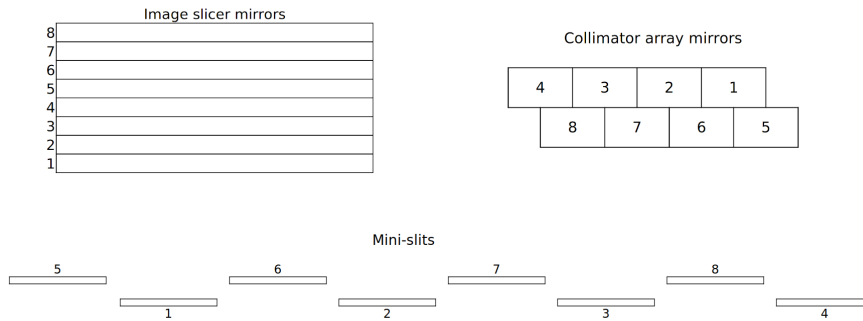 Image slicer mirrors
8
7
6
5
4
3
2
1
Collimator array mirrors
4 3 2 1
8 7 6 5
Mini-slits
5 6 7 8
1 2 3 4